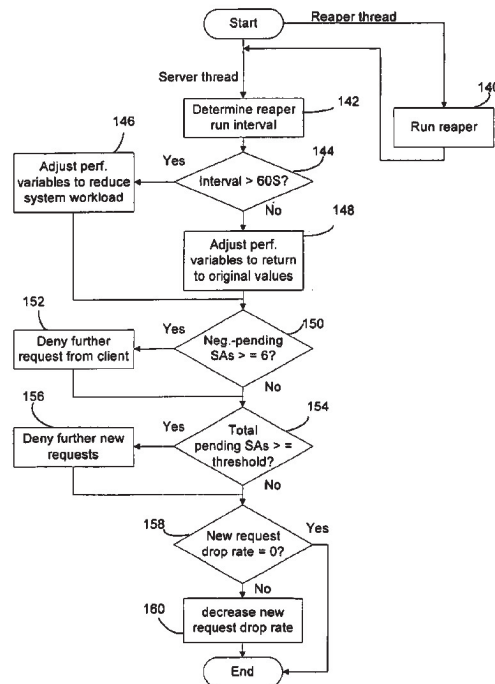 Start
Reaper thread
Server thread
140
Run reaper
142
Determine reaper
run interval
144
Interval > 60S?
Yes
No
146
Adjust perf.
variables to reduce
system workload
148
Adjust perf.
variables to return
to original values
150
Neg.-pending
SAs > = 6?
Yes
No
152
Deny further
request from client
154
Total
pending SAs > =
threshold?
Yes
No
156
Deny further new
requests
158
New request
drop rate = 0?
Yes
No
160
decrease new
request drop rate
End